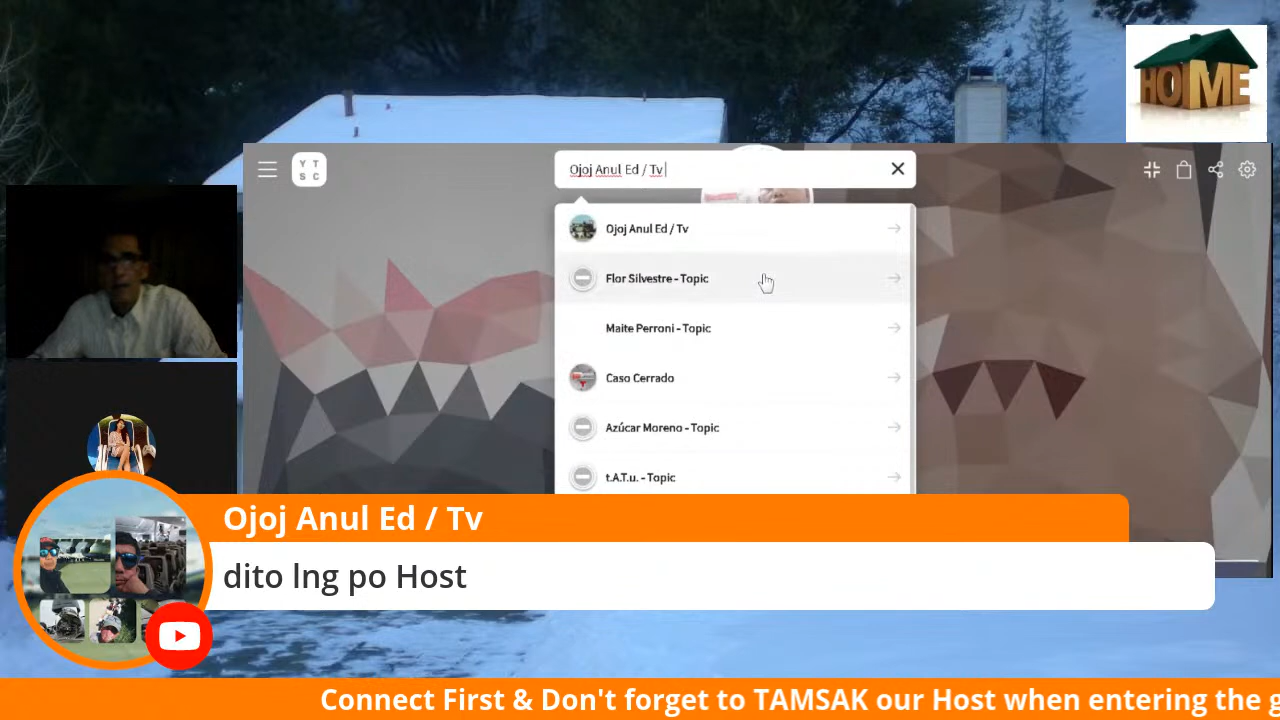 HOME
Y T
S C
Ojoj Anul Ed / Tv
Ojoj Anul Ed / Tv
Flor Silvestre - Topic
Maite Perroni - Topic
Caso Cerrado
Azúcar Moreno - Topic
t.A.T.u. - Topic
Ojoj Anul Ed / Tv
dito lng po Host
Connect First & Don't forget to TAMSAK our Host when entering the g